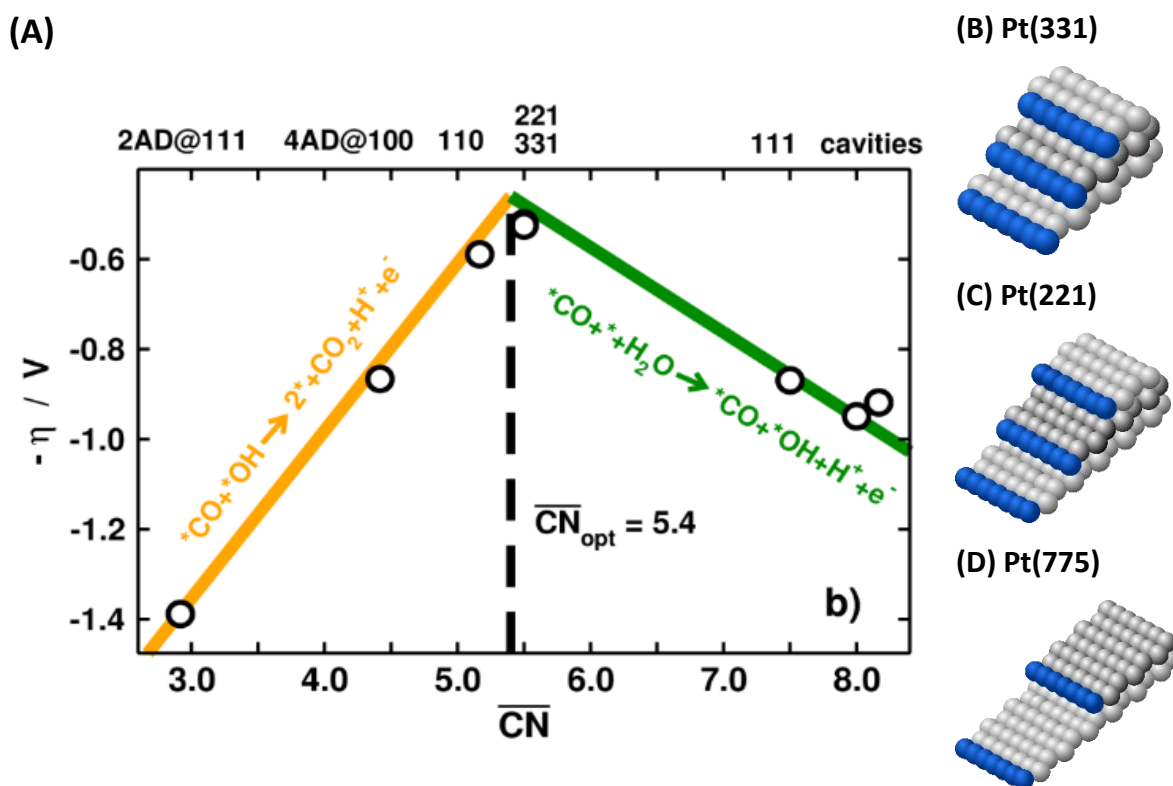 (A)
(B) Pt(331)
221
2AD@111 4AD@100 110 331 111 cavities
-0.6
-0.8
-1.0
-1.2
-1.4
- η / V
*CO+*OH → 2*+CO₂+H⁺+e⁻
*CO+*+H₂O → *CO+*OH+H⁺+e⁻
C̅N̅opt = 5.4
b)
3.0 4.0 5.0 6.0 7.0 8.0
C̅N̅
(C) Pt(221)
(D) Pt(775)